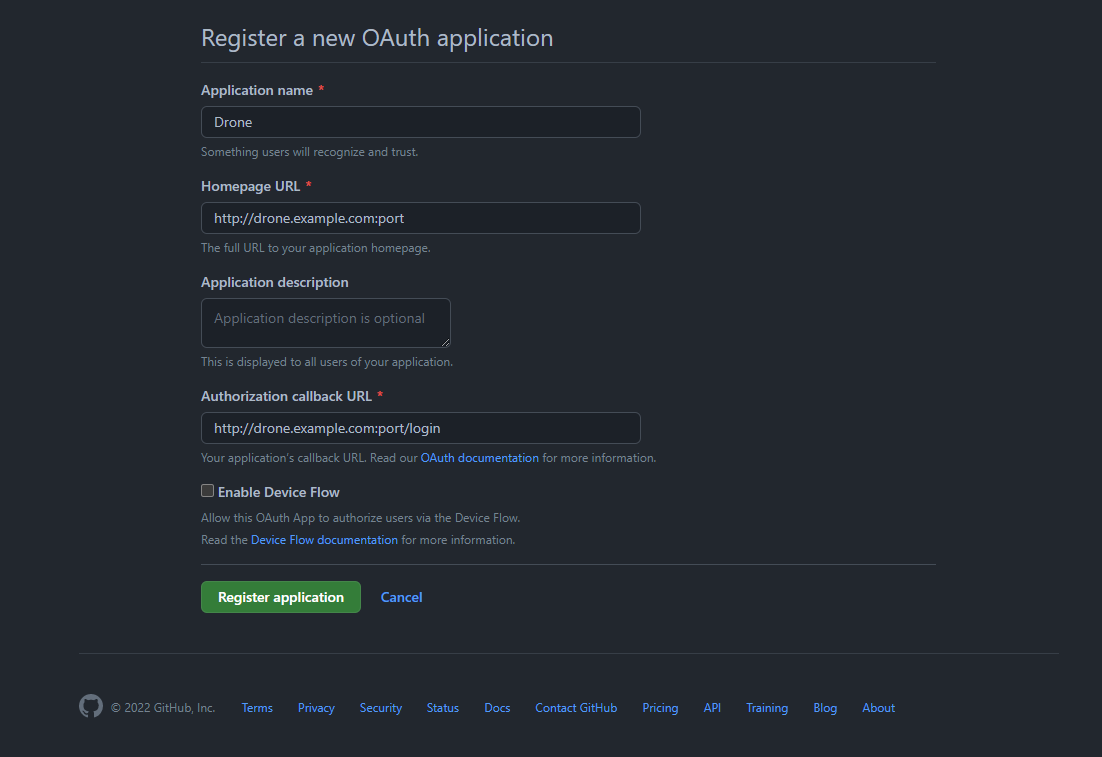 Register a new OAuth application
Application name *
Drone
Something users will recognize and trust.
Homepage URL *
http://drone.example.com:port
The full URL to your application homepage.
Application description
Application description is optional
This is displayed to all users of your application.
Authorization callback URL *
http://drone.example.com:port/login
Your application's callback URL. Read our OAuth documentation for more information.
Enable Device Flow
Allow this OAuth App to authorize users via the Device Flow.
Read the Device Flow documentation for more information.
Register application Cancel
© 2022 GitHub, Inc. Terms Privacy Security Status Docs Contact GitHub Pricing API Training Blog About